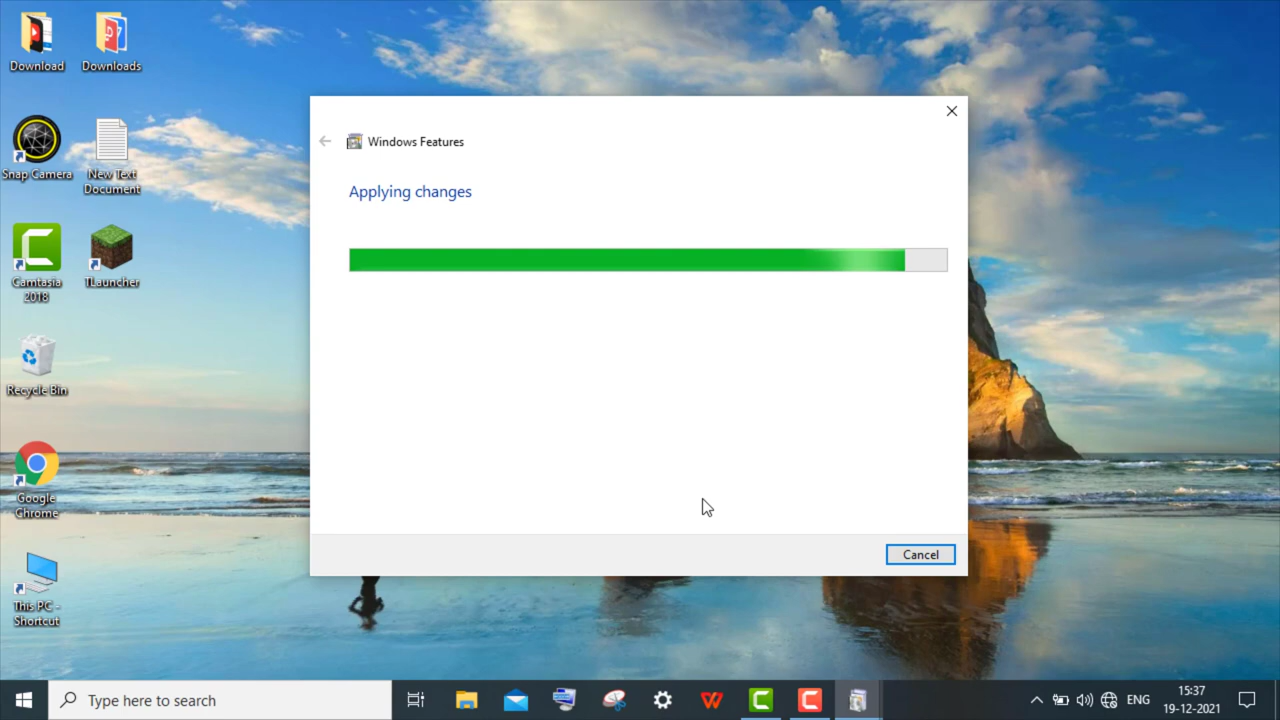 Download
Downloads
Snap Camera
New Text
Document
Camtasia
2018
TLauncher
Recycle Bin
Google
Chrome
This PC -
Shortcut
Windows Features
Applying changes
Cancel
Type here to search
ENG
15:37
19-12-2021